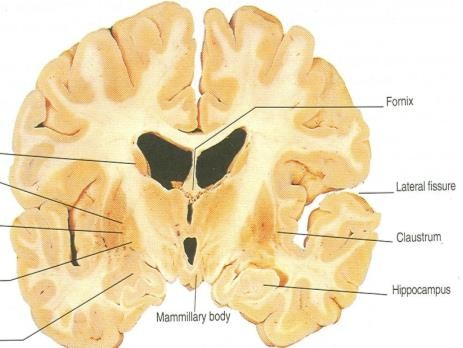 Fornix
Lateral fissure
Claustrum
Hippocampus
Mammillary body